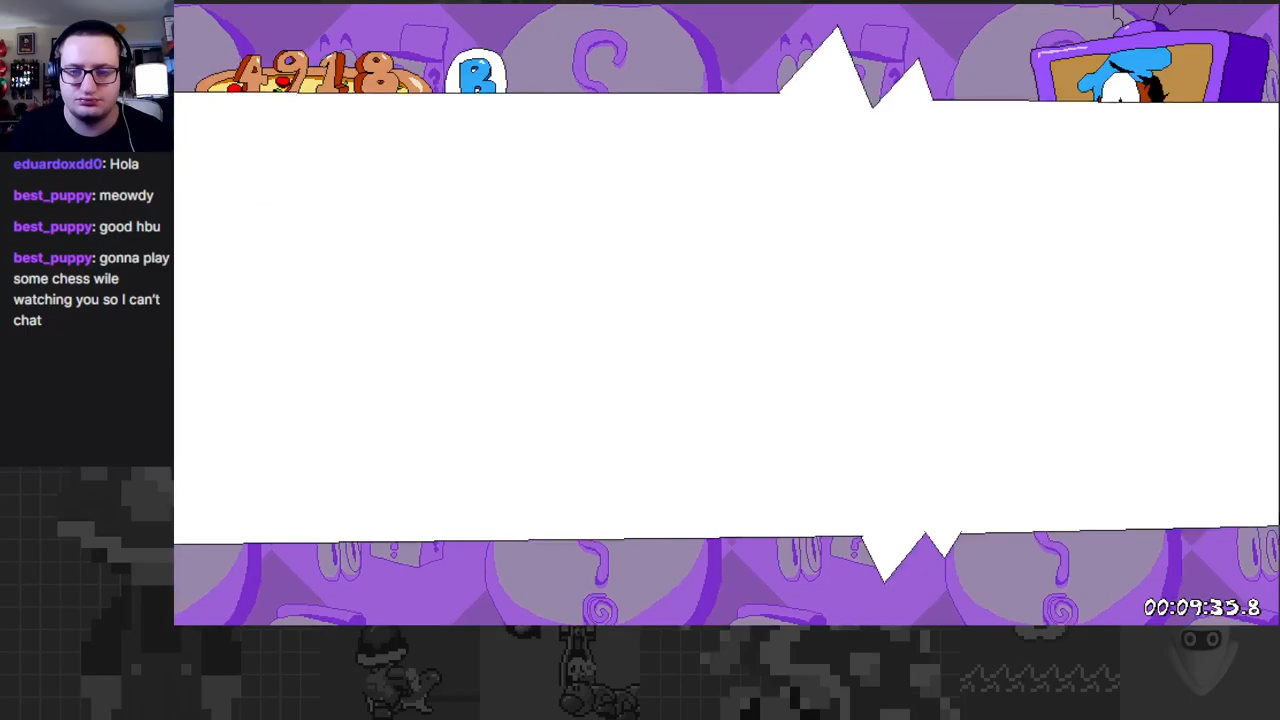 4918
B
eduardoxdd0: Hola
best_puppy: meowdy
best_puppy: good hbu
best_puppy: gonna play
some chess wile
watching you so I can't
chat
00:09:35.8